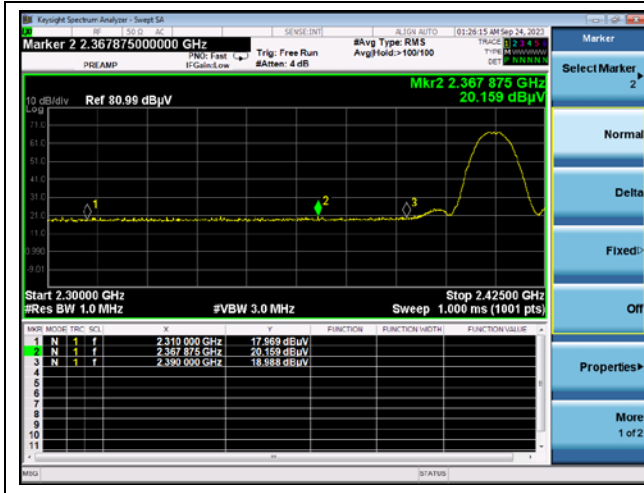 Keysight Spectrum Analyzer - Swept SA
RF 50 Ω AC SENSE:INT ALIGN AUTO 01:26:15 AM Sep 24, 2023
Marker 2 2.367875000000 GHz
PREAMP
PNO: Fast
IFGain:Low
Trig: Free Run
#Atten: 4 dB
#Avg Type: RMS
Avg|Hold:>100/100
TRACE 1 2 3 4 5 6
TYPE M WWWWW
DET P N N N N N
Mkr2 2.367 875 GHz
20.159 dBµV
10 dB/div Ref 80.99 dBµV
Log
71.0
61.0
51.0
41.0
31.0
21.0
11.0
0.990
-9.01
1
2
3
Start 2.30000 GHz
Stop 2.42500 GHz
#Res BW 1.0 MHz
#VBW 3.0 MHz
Sweep 1.000 ms (1001 pts)
MKR MODE TRC SCL X Y FUNCTION FUNCTION WIDTH FUNCTION VALUE
1 N 1 f 2.310 000 GHz 17.969 dBµV
2 N 1 f 2.367 875 GHz 20.159 dBµV
3 N 1 f 2.390 000 GHz 18.988 dBµV
4
5
6
7
8
9
10
11
MSG
STATUS
Marker
Select Marker
2
Normal
Delta
Fixed
Off
Properties
More
1 of 2